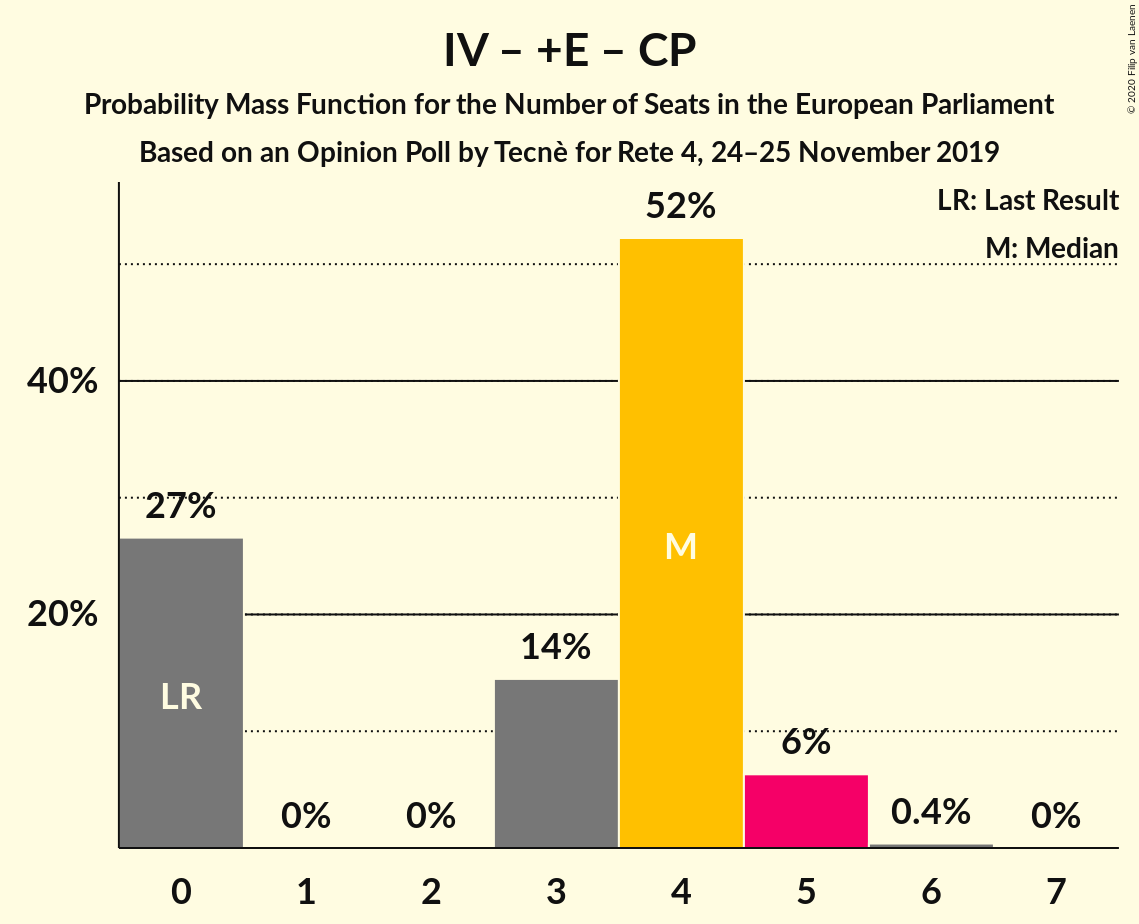 IV – +E – CP
Probability Mass Function for the Number of Seats in the European Parliament
Based on an Opinion Poll by Tecnè for Rete 4, 24–25 November 2019
© 2020 Filip van Laenen
LR: Last Result
M: Median
52%
40%
27%
M
20%
14%
LR
6%
0% 0% 0.4% 0%
0 1 2 3 4 5 6 7